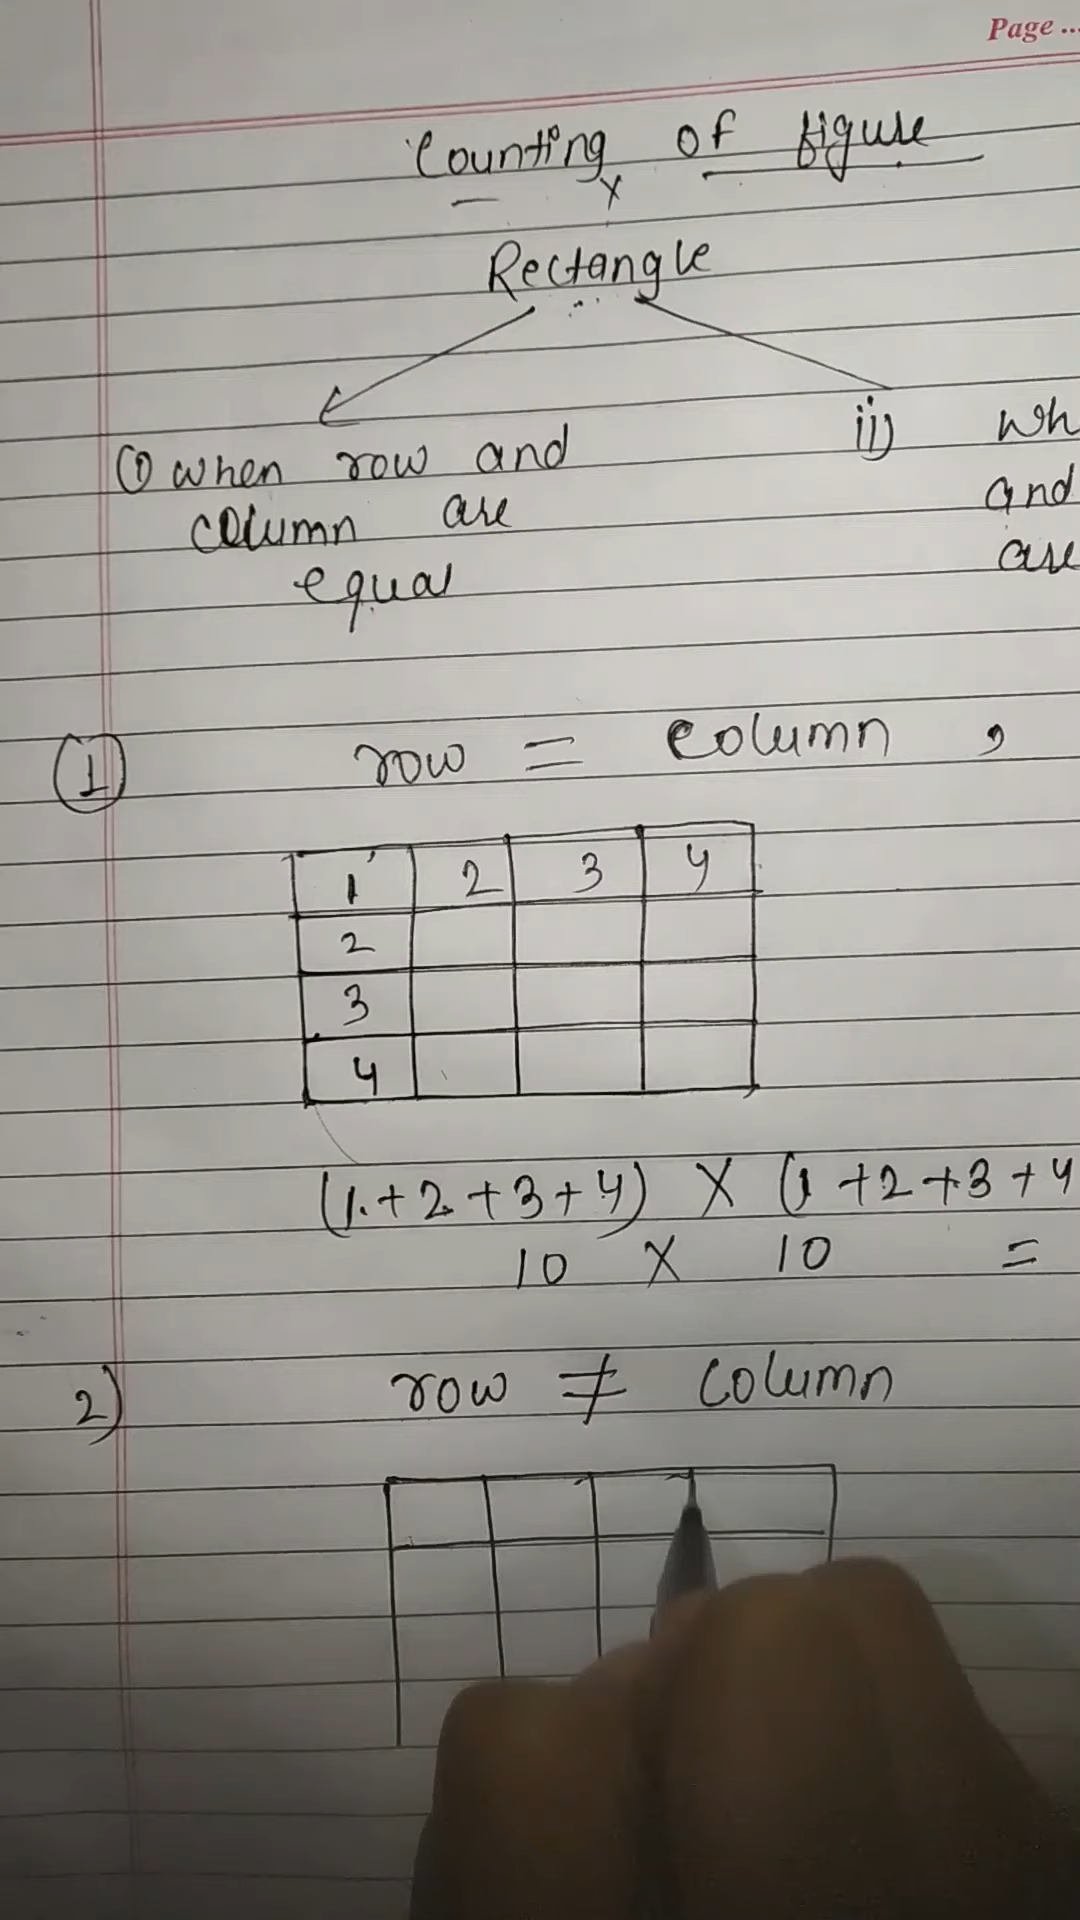 Page ...
Counting of figure
Rectangle
(i) when row and
column are
equal
ii) wh
and
are
1 row = column ,
1 2 3 4
2
3
4
(1+2+3+4) X (1+2+3+4
10 X 10 =
2) row ≠ column